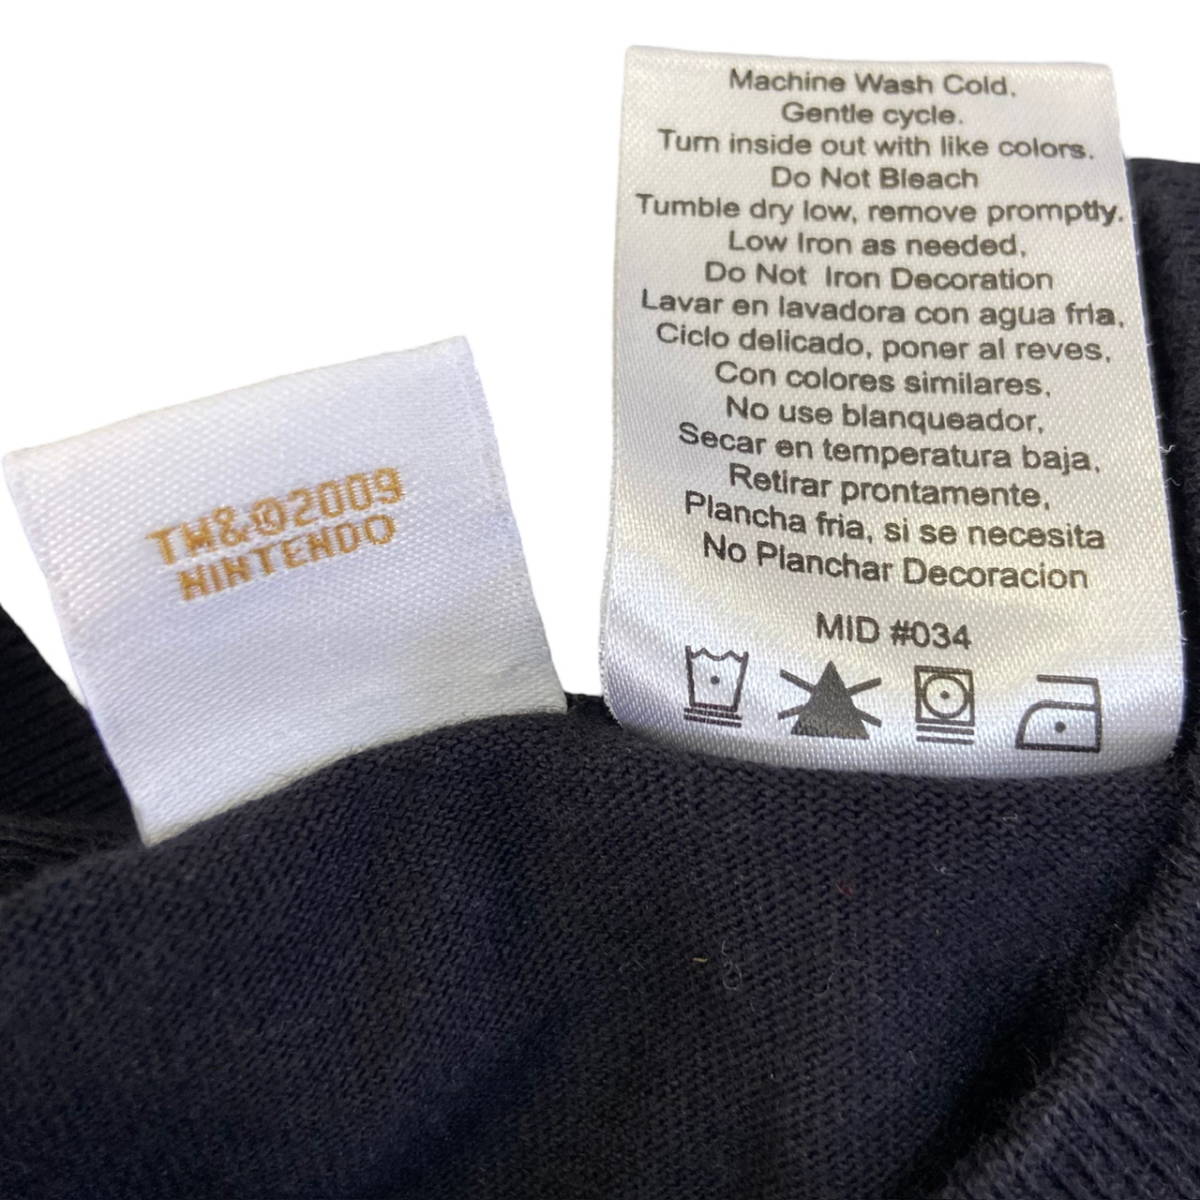 TM&©2009
NINTENDO
Machine Wash Cold.
Gentle cycle.
Turn inside out with like colors.
Do Not Bleach
Tumble dry low, remove promptly.
Low Iron as needed.
Do Not Iron Decoration
Lavar en lavadora con agua fria.
Ciclo delicado, poner al reves.
Con colores similares.
No use blanqueador.
Secar en temperatura baja.
Retirar prontamente.
Plancha fria, si se necesita
No Planchar Decoracion
MID #034